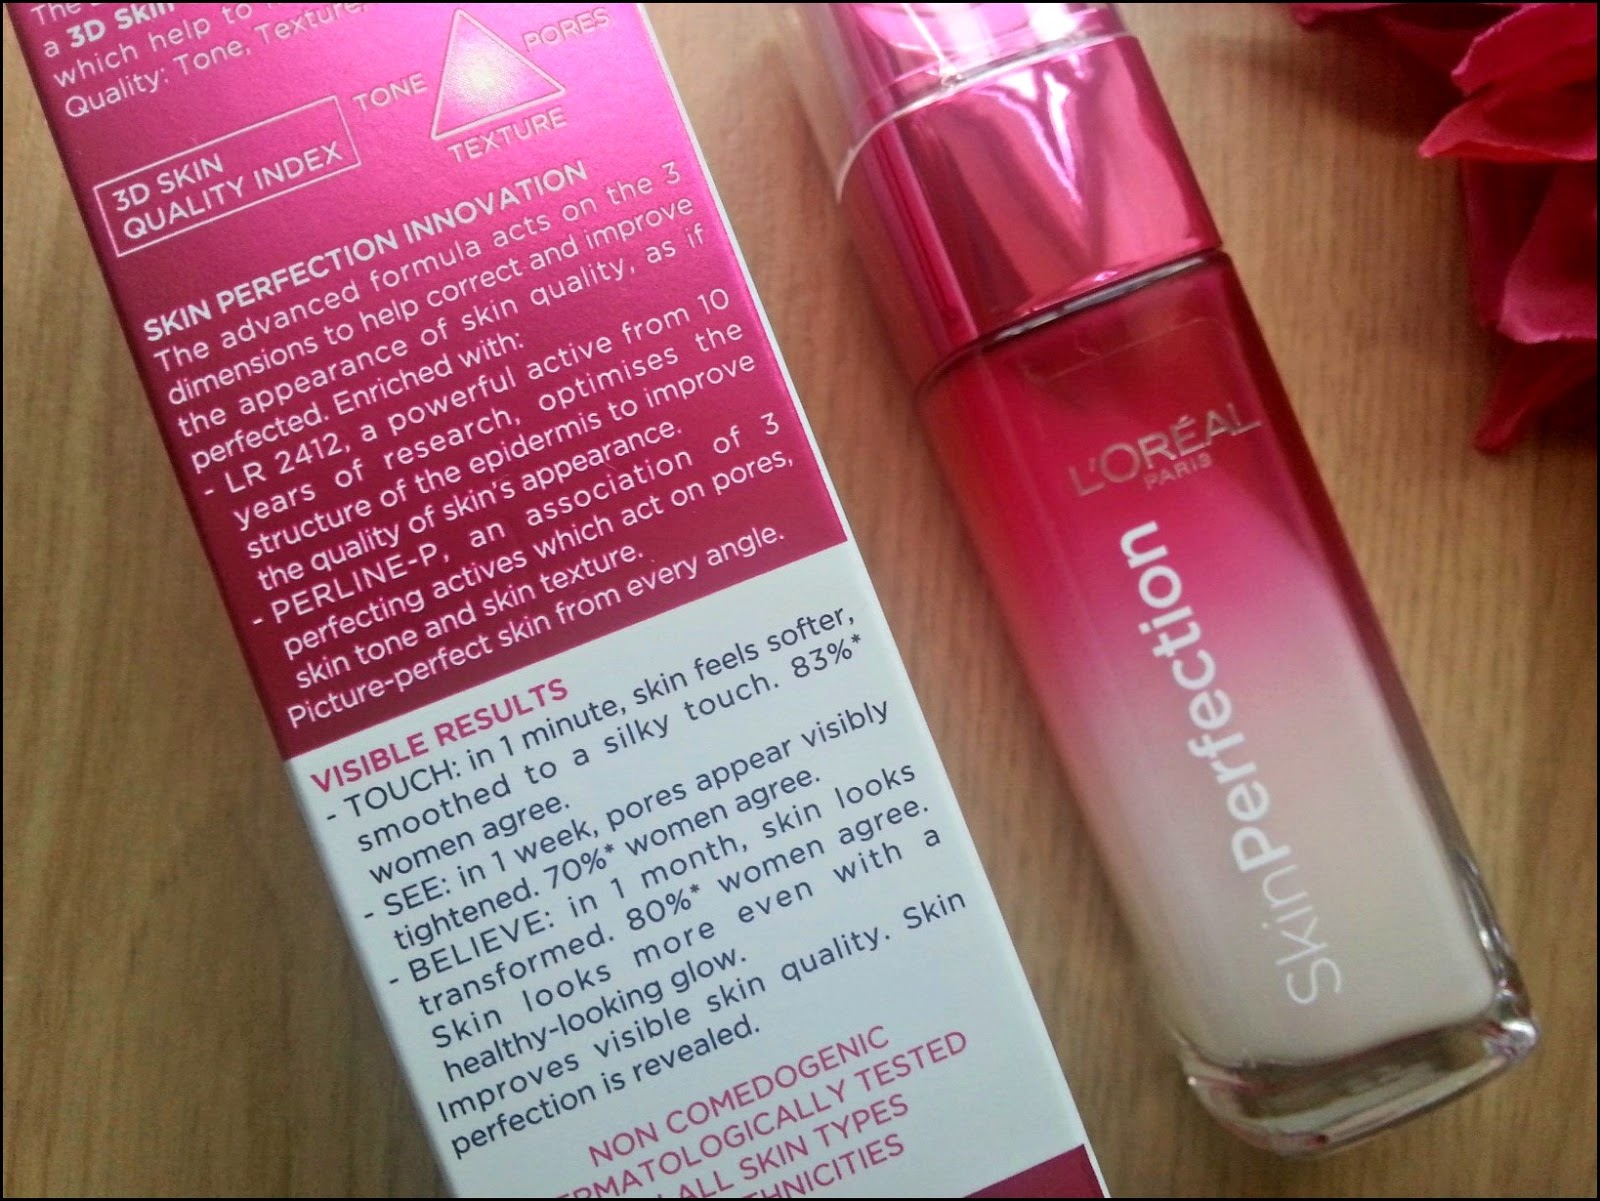 The
a 3D Skin
which help to
Quality: Tone, Texture,
3D SKIN
QUALITY INDEX
TONE
PORES
TEXTURE
SKIN PERFECTION INNOVATION
The advanced formula acts on the 3
dimensions to help correct and improve
the appearance of skin quality, as if
perfected. Enriched with:
- LR 2412, a powerful active from 10
years of research, optimises the
structure of the epidermis to improve
the quality of skin's appearance.
- PERLINE-P, an association of 3
perfecting actives which act on pores,
skin tone and skin texture.
Picture-perfect skin from every angle.
VISIBLE RESULTS
- TOUCH: in 1 minute, skin feels softer,
smoothed to a silky touch. 83%*
women agree.
- SEE: in 1 week, pores appear visibly
tightened. 70%* women agree.
- BELIEVE: in 1 month, skin looks
transformed. 80%* women agree.
Skin looks more even with a
healthy-looking glow.
Improves visible skin quality. Skin
perfection is revealed.
NON COMEDOGENIC
RMATOLOGICALLY TESTED
ALL SKIN TYPES
THNICITIES
L'ORÉAL
PARIS
SkinPerfection